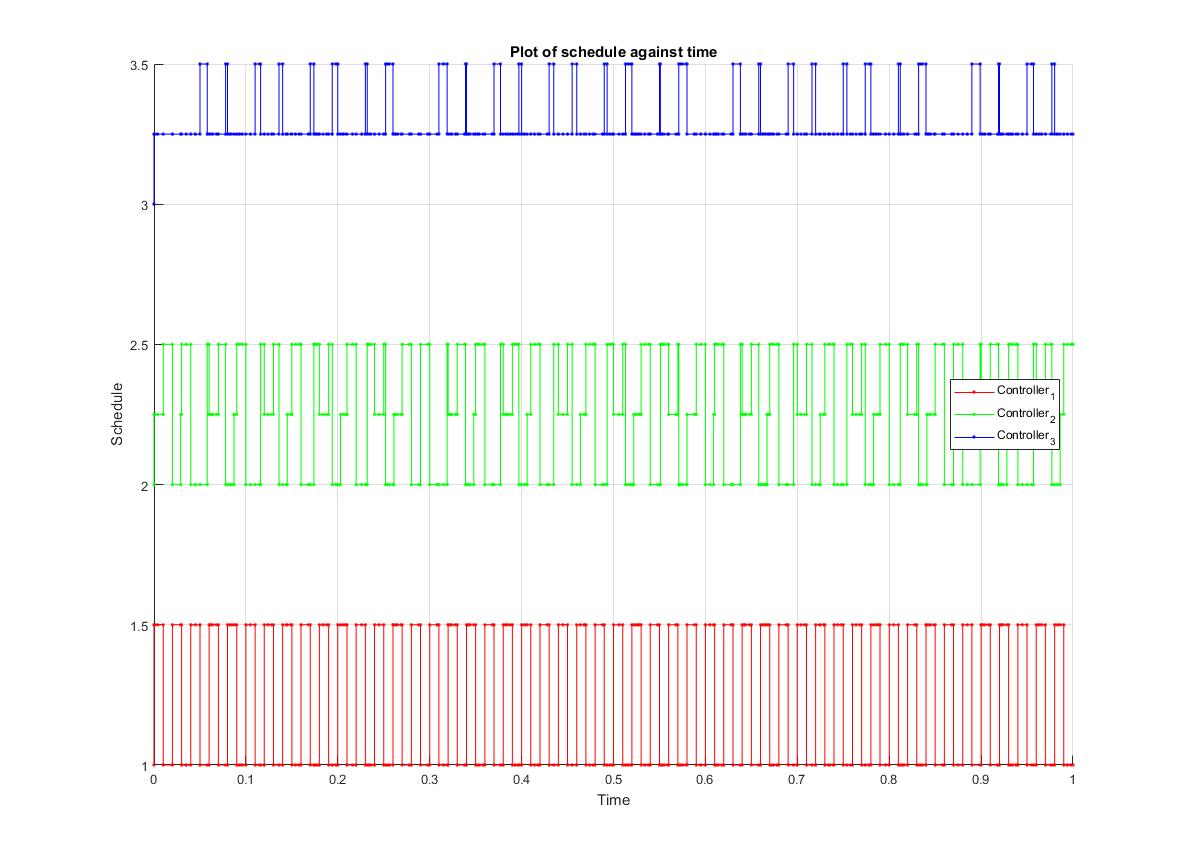 Plot of schedule against time
3.5
3
2.5
2
1.5
1
Schedule
Controller1
Controller2
Controller3
0 0.1 0.2 0.3 0.4 0.5 0.6 0.7 0.8 0.9 1
Time